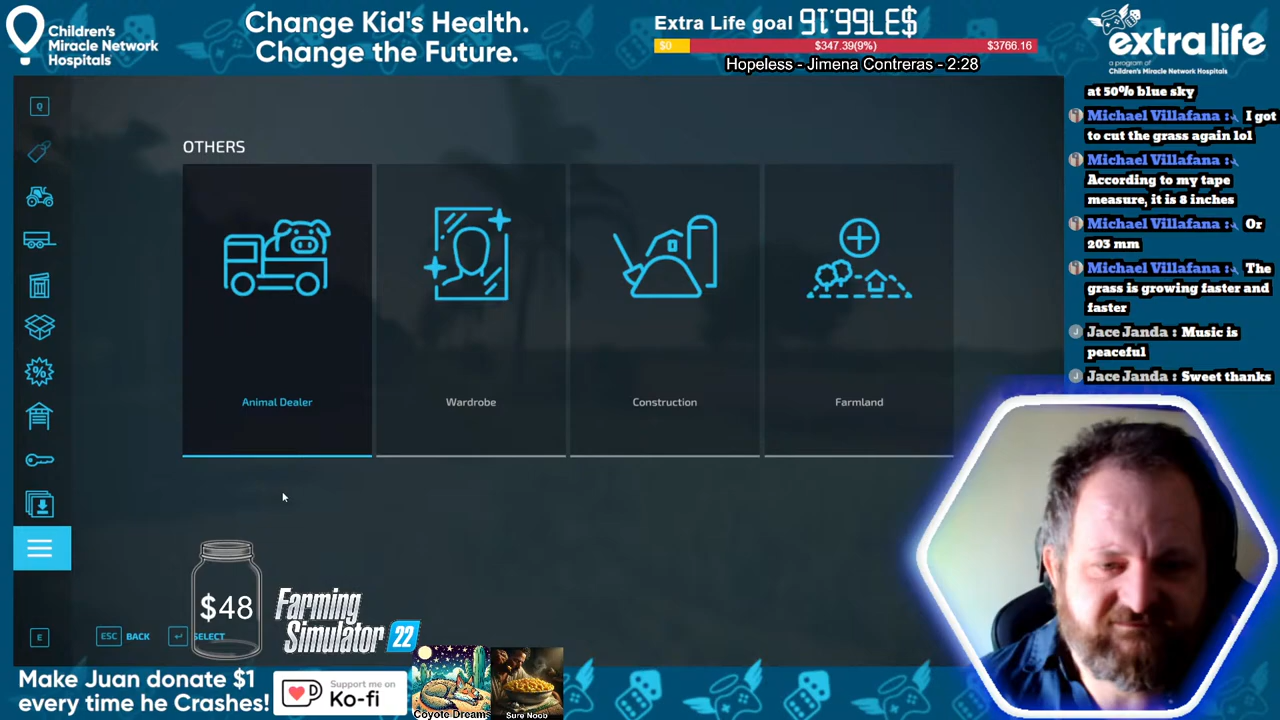 Children's
Miracle Network
Hospitals
Change Kid's Health.
Change the Future.
Extra Life goal
$0
$347.39(9%)
$3766.16
Hopeless - Jimena Contreras - 2:28
extra life
a program of
Children's Miracle Network Hospitals
at 50% blue sky
Michael Villafana : I got
to cut the grass again lol
Michael Villafana :
According to my tape
measure, it is 8 inches
Michael Villafana : Or
203 mm
Michael Villafana : The
grass is growing faster and
faster
Jace Janda : Music is
peaceful
Jace Janda : Sweet thanks
Q
OTHERS
Animal Dealer
Wardrobe
Construction
Farmland
$48
Farming
Simulator 22
E
ESC BACK
SELECT
Make Juan donate $1
every time he Crashes!
Support me on
Ko-fi
Coyote Dreams
Sure Noob